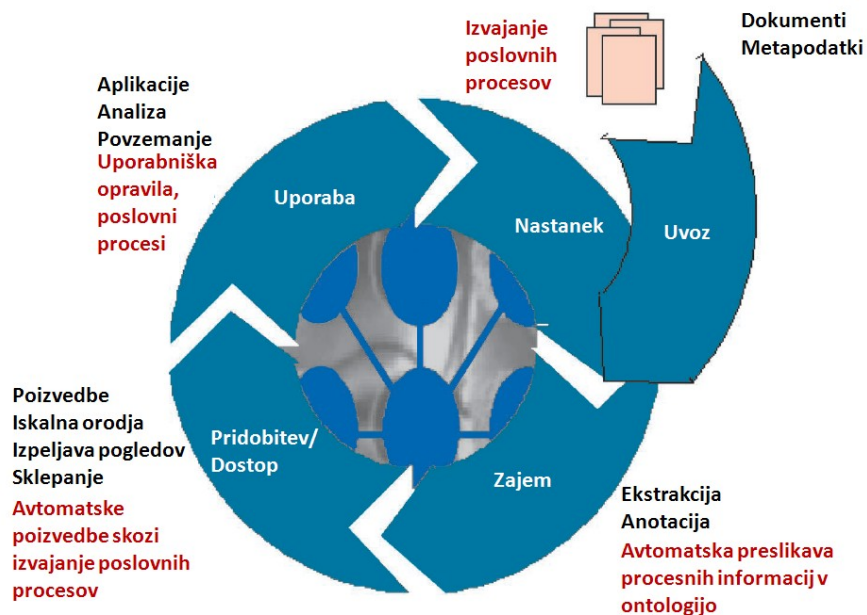 Izvajanje
poslovnih
procesov
Dokumenti
Metapodatki
Aplikacije
Analiza
Povzemanje
Uporabniška
opravila,
poslovni
procesi
Uporaba
Nastanek
Uvoz
Poizvedbe
Iskalna orodja
Izpeljava pogledov
Sklepanje
Avtomatske
poizvedbe skozi
izvajanje poslovnih
procesov
Pridobitev/
Dostop
Zajem
Ekstrakcija
Anotacija
Avtomatska preslikava
procesnih informacij v
ontologijo